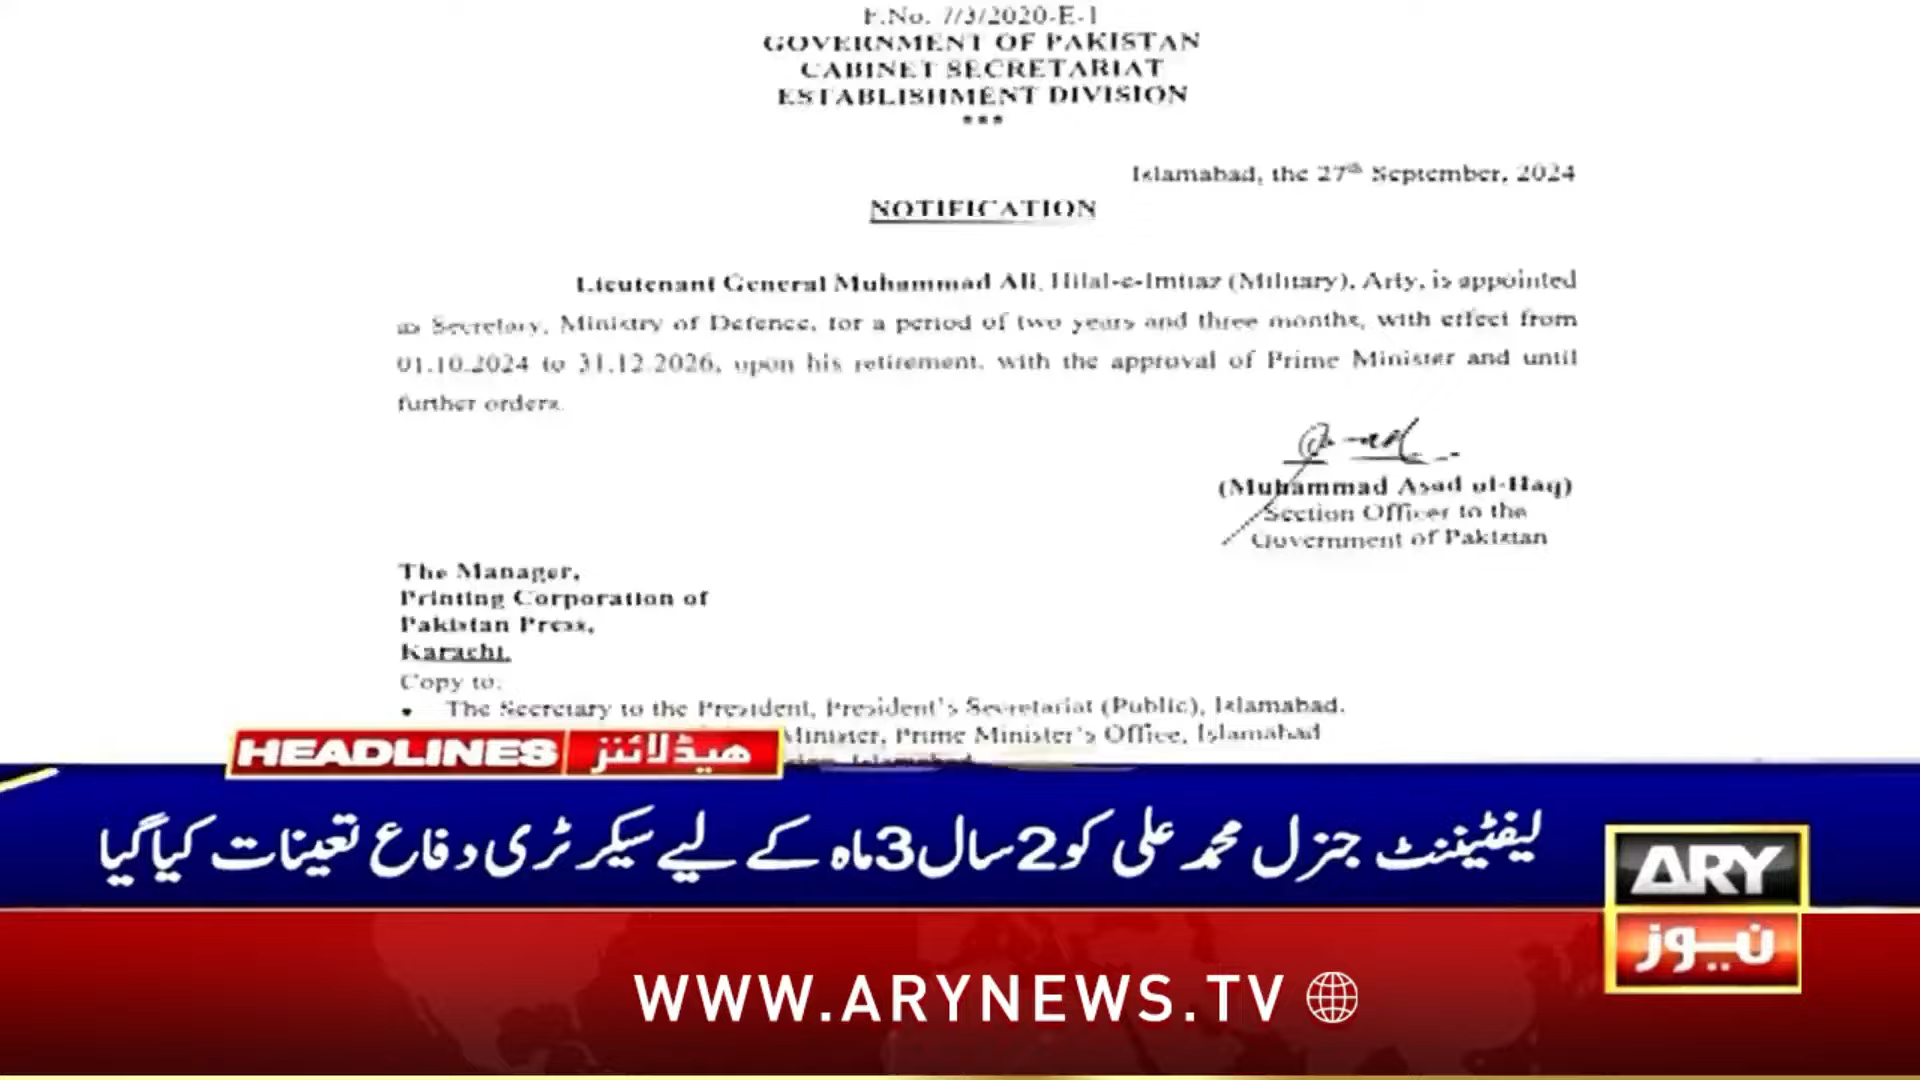 F.No. 7/3/2020-E-1
GOVERNMENT OF PAKISTAN
CABINET SECRETARIAT
ESTABLISHMENT DIVISION
***
Islamabad, the 27th September, 2024
NOTIFICATION
Lieutenant General Muhammad Ali, Hilal-e-Imtiaz (Military), Arty, is appointed
as Secretary, Ministry of Defence, for a period of two years and three months, with effect from
01.10.2024 to 31.12.2026, upon his retirement, with the approval of Prime Minister and until
further orders.
(Muhammad Asad ul-Haq)
Section Officer to the
Government of Pakistan
The Manager,
Printing Corporation of
Pakistan Press,
Karachi.
Copy to:
• The Secretary to the President, President's Secretariat (Public), Islamabad.
Minister, Prime Minister's Office, Islamabad
Islamabad.
HEADLINES ہیڈلائنز
لیفٹیننٹ جنرل محمد علی کو 2 سال 3 ماہ کے لیے سیکرٹری دفاع تعینات کیا گیا
ARY
نیوز
WWW.ARYNEWS.TV